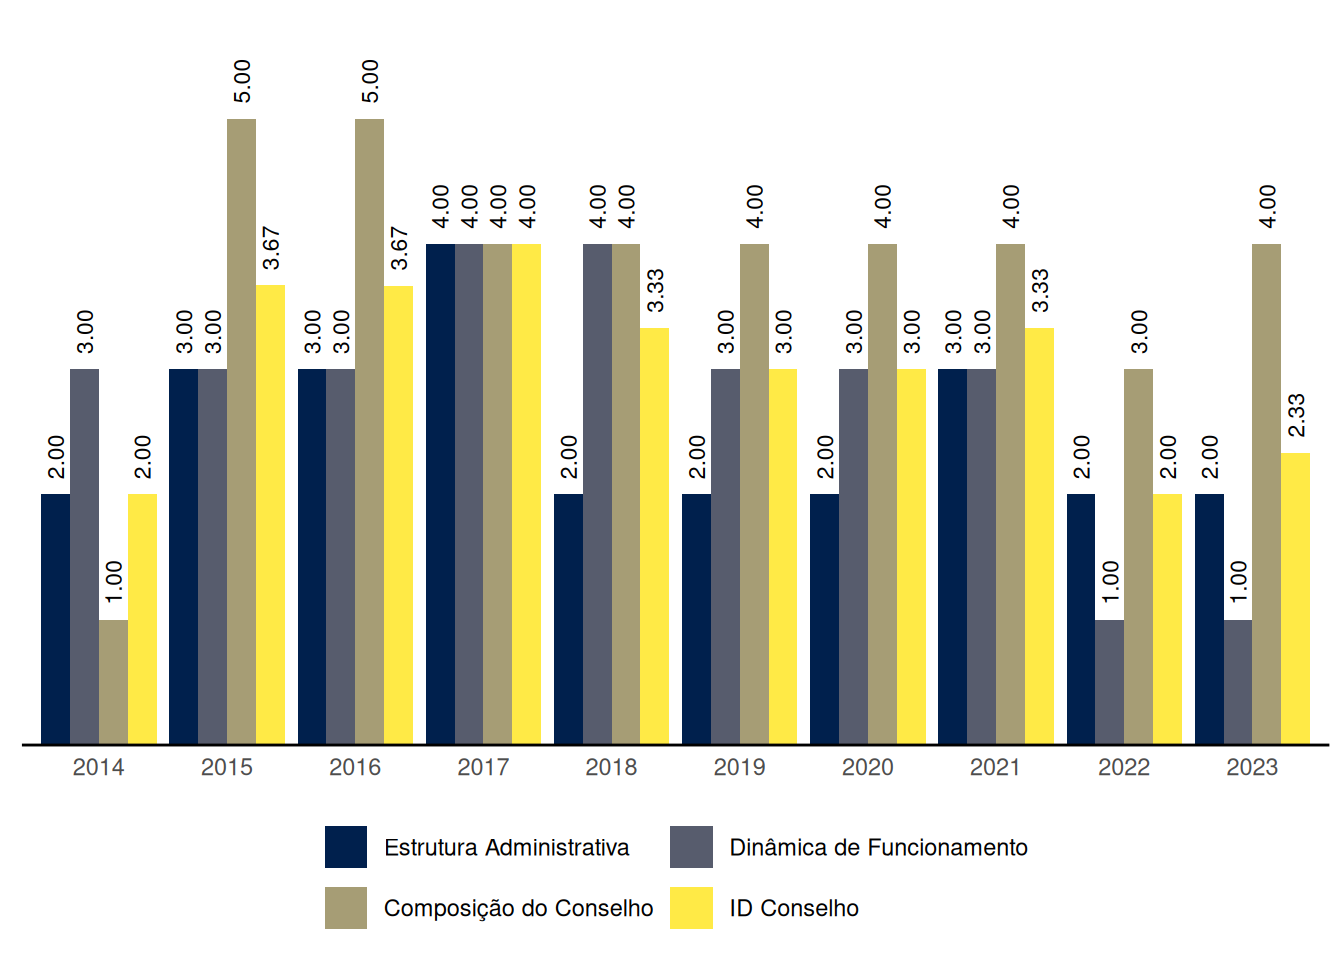 2.00 3.00 1.00 2.00
3.00 3.00 5.00 3.67
3.00 3.00 5.00 3.67
4.00 4.00 4.00 4.00
2.00 4.00 4.00 3.33
2.00 3.00 4.00 3.00
2.00 3.00 4.00 3.00
3.00 3.00 4.00 3.33
2.00 1.00 3.00 2.00
2.00 1.00 4.00 2.33
2014 2015 2016 2017 2018 2019 2020 2021 2022 2023
Estrutura Administrativa Dinâmica de Funcionamento
Composição do Conselho ID Conselho